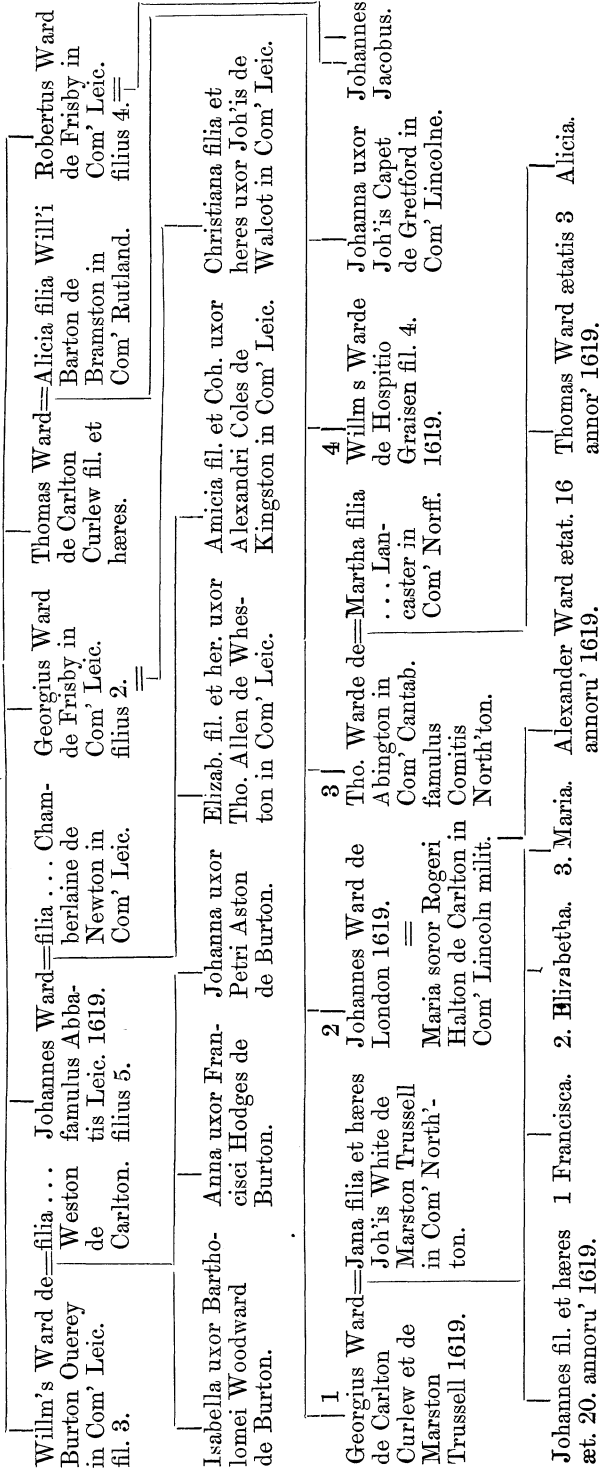 Willm's Ward de=filia . . .
Burton Ouerey
in Com' Leic.
fil. 3.
Weston
de
Carlton.
Johannes Ward=filia . . . Cham-
famulus Abba-
tis Leic. 1619.
filius 5.
berlaine de
Newton in
Com' Leic.
Georgius Ward
de Frisby in
Com' Leic.
filius 2.
=
Thomas Ward=Alicia filia Will'i
de Carlton
Curlew fil. et
hæres.
Barton de
Bramston in
Com' Rutland.
Robertus Ward
de Frisby in
Com' Leic.
filius 4.=
Isabella uxor Bartho-
lomei Woodward
de Burton.
Anna uxor Fran-
cisci Hodges de
Burton.
Johanna uxor
Petri Aston
de Burton.
Elizab. fil. et her. uxor
Tho. Allen de Whes-
ton in Com' Leic.
Amicia fil. et Coh. uxor
Alexandri Coles de
Kingston in Com' Leic.
Christiana filia et
heres uxor Joh'is de
Walcot in Com' Leic.
1
Georgius Ward=Jana filia et hæres
de Carlton
Curlew et de
Marston
Trussell 1619.
Joh'is White de
Marston Trussell
in Com' North'-
ton.
2
Johannes Ward de
London 1619.
=
Maria soror Rogeri
Halton de Carlton in
Com' Lincoln milit.
3
Tho. Warde de=Martha filia
Abington in
Com' Cantab.
famulus
Comitis
North'ton.
. . . Lan-
caster in
Com' Norff.
4
Willm s Warde
de Hospitio
Graisen fil. 4.
1619.
Johanna uxor
Joh'is Capet
de Gretford in
Com' Lincolne.
Johannes
Jacobus.
Johannes fil. et hæres
æt. 20. annoru' 1619.
1 Francisca.
2. Elizabetha.
3. Maria.
Alexander Ward ætat. 16
annoru' 1619.
Thomas Ward ætatis 3
annor' 1619.
Alicia.